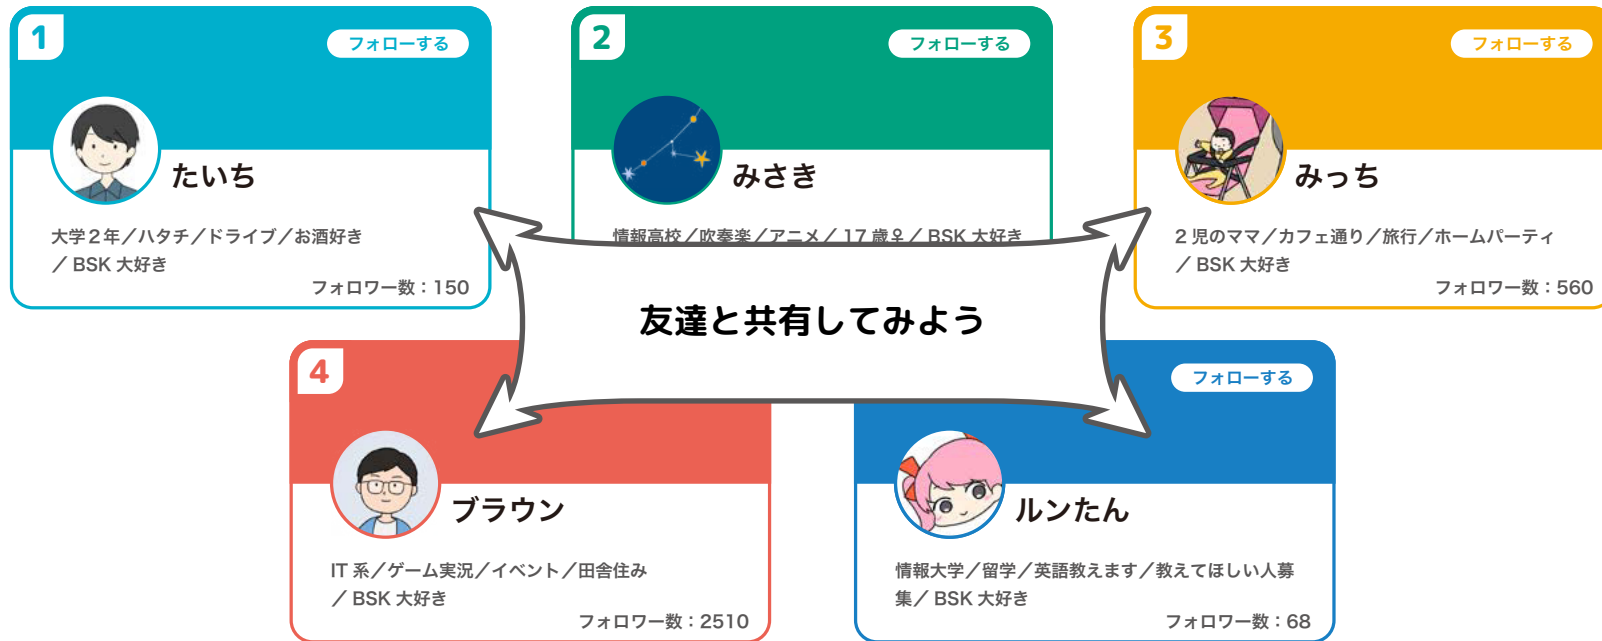 1
フォローする
たいち
大学2年／ハタチ／ドライブ／お酒好き
／BSK 大好き
フォロワー数：150
2
フォローする
みさき
情報高校／吹奏楽／アニメ／17歳♀／BSK 大好き
3
フォローする
みっち
2児のママ／カフェ通り／旅行／ホームパーティ
／BSK 大好き
フォロワー数：560
友達と共有してみよう
4
ブラウン
IT系／ゲーム実況／イベント／田舎住み
／BSK 大好き
フォロワー数：2510
フォローする
ルンたん
情報大学／留学／英語教えます／教えてほしい人募
集／BSK 大好き
フォロワー数：68